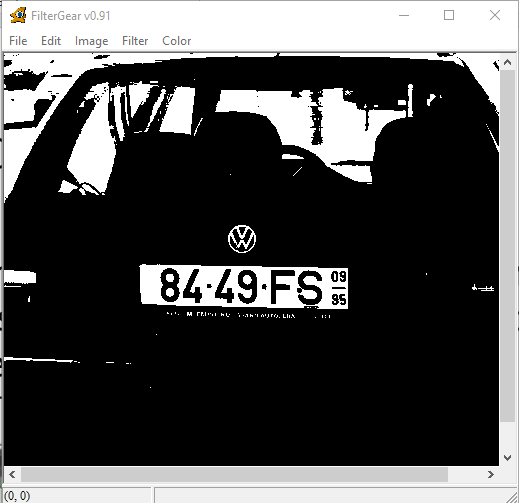 FilterGear v0.91
File Edit Image Filter Color
84·49·FS
09
95
(0, 0)